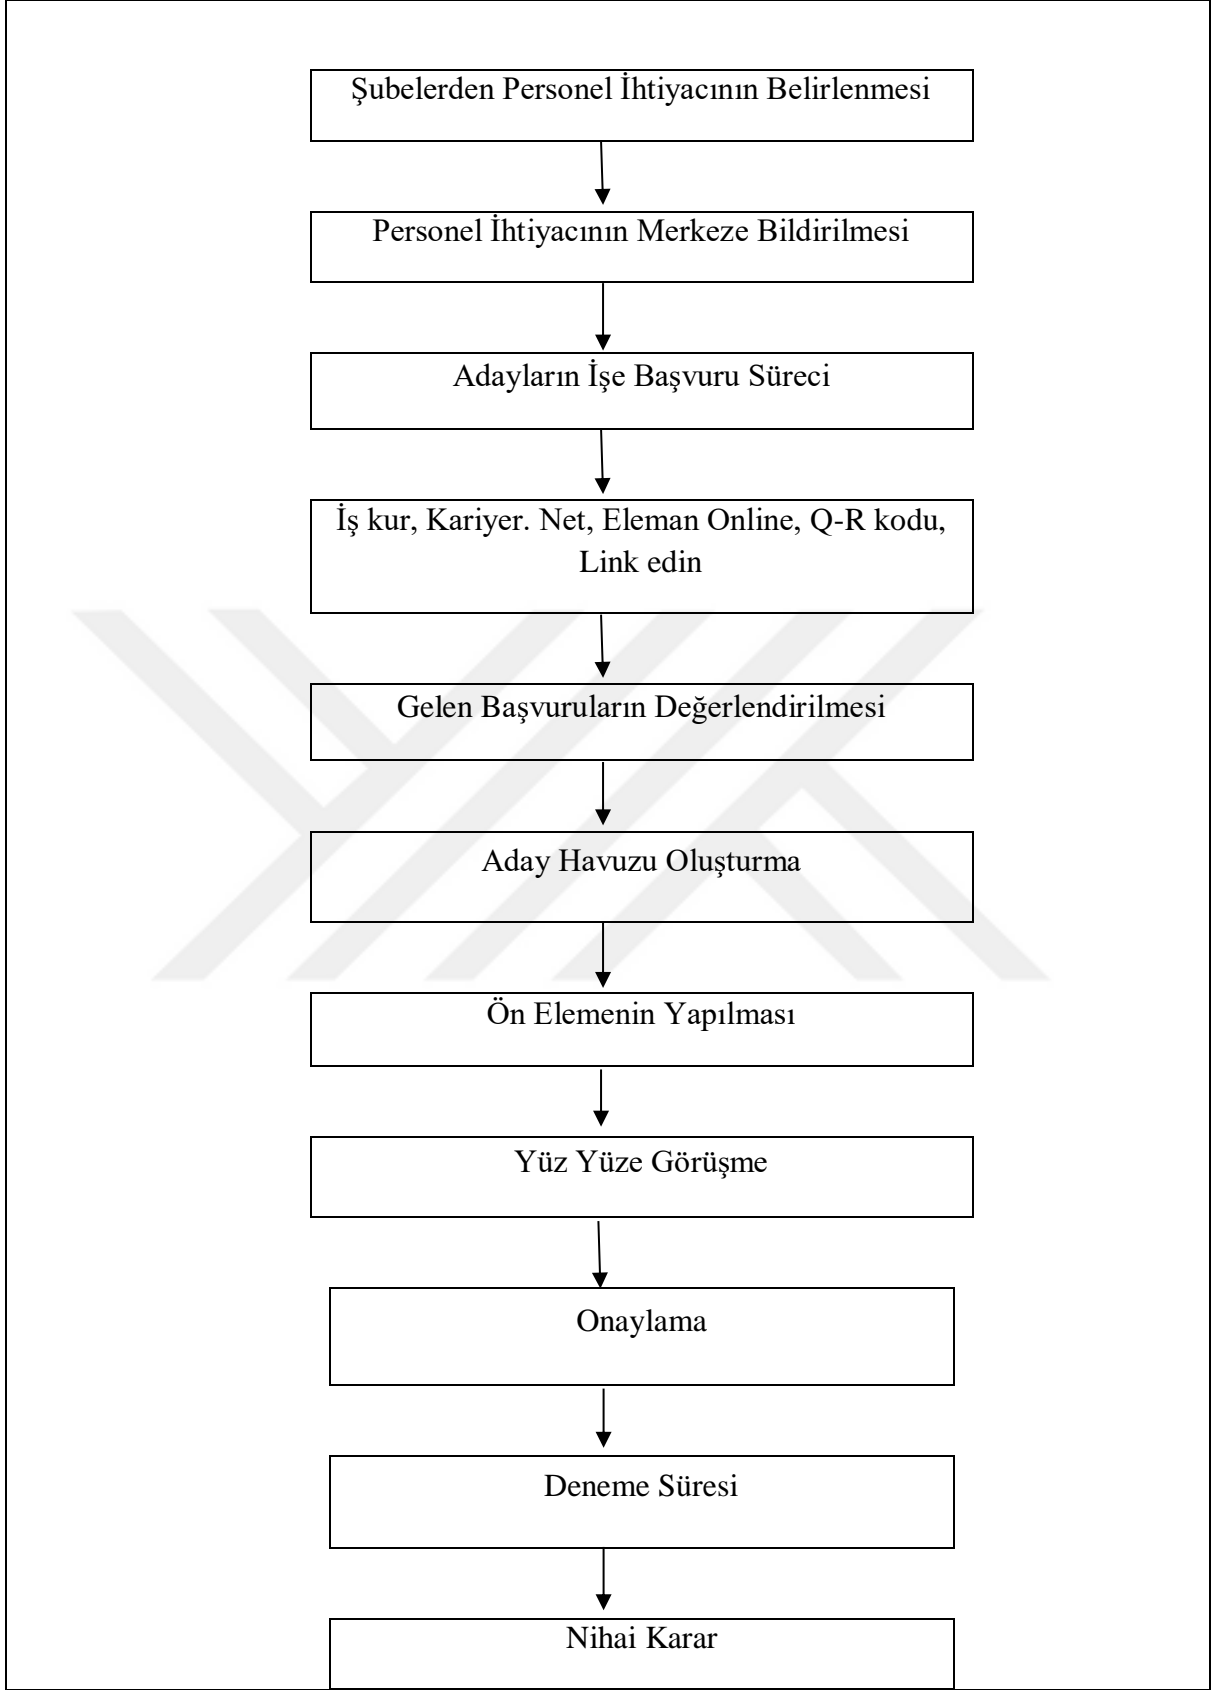 Şubelerden Personel İhtiyacının Belirlenmesi
Personel İhtiyacının Merkeze Bildirilmesi
Adayların İşe Başvuru Süreci
İş kur, Kariyer. Net, Eleman Online, Q-R kodu,
Link edin
Gelen Başvuruların Değerlendirilmesi
Aday Havuzu Oluşturma
Ön Elemenin Yapılması
Yüz Yüze Görüşme
Onaylama
Deneme Süresi
Nihai Karar